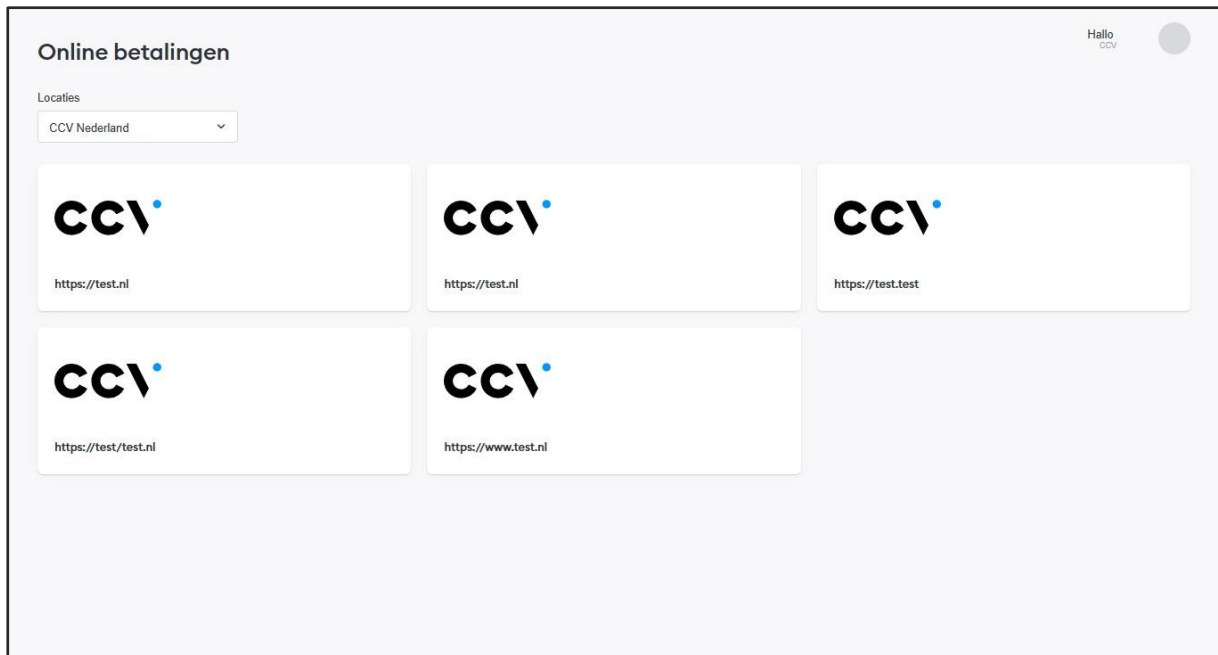 Online betalingen
Hallo
CCV
Locaties
CCV Nederland
CCV
https://test.nl
CCV
https://test.nl
CCV
https://test.test
CCV
https://test/test.nl
CCV
https://www.test.nl